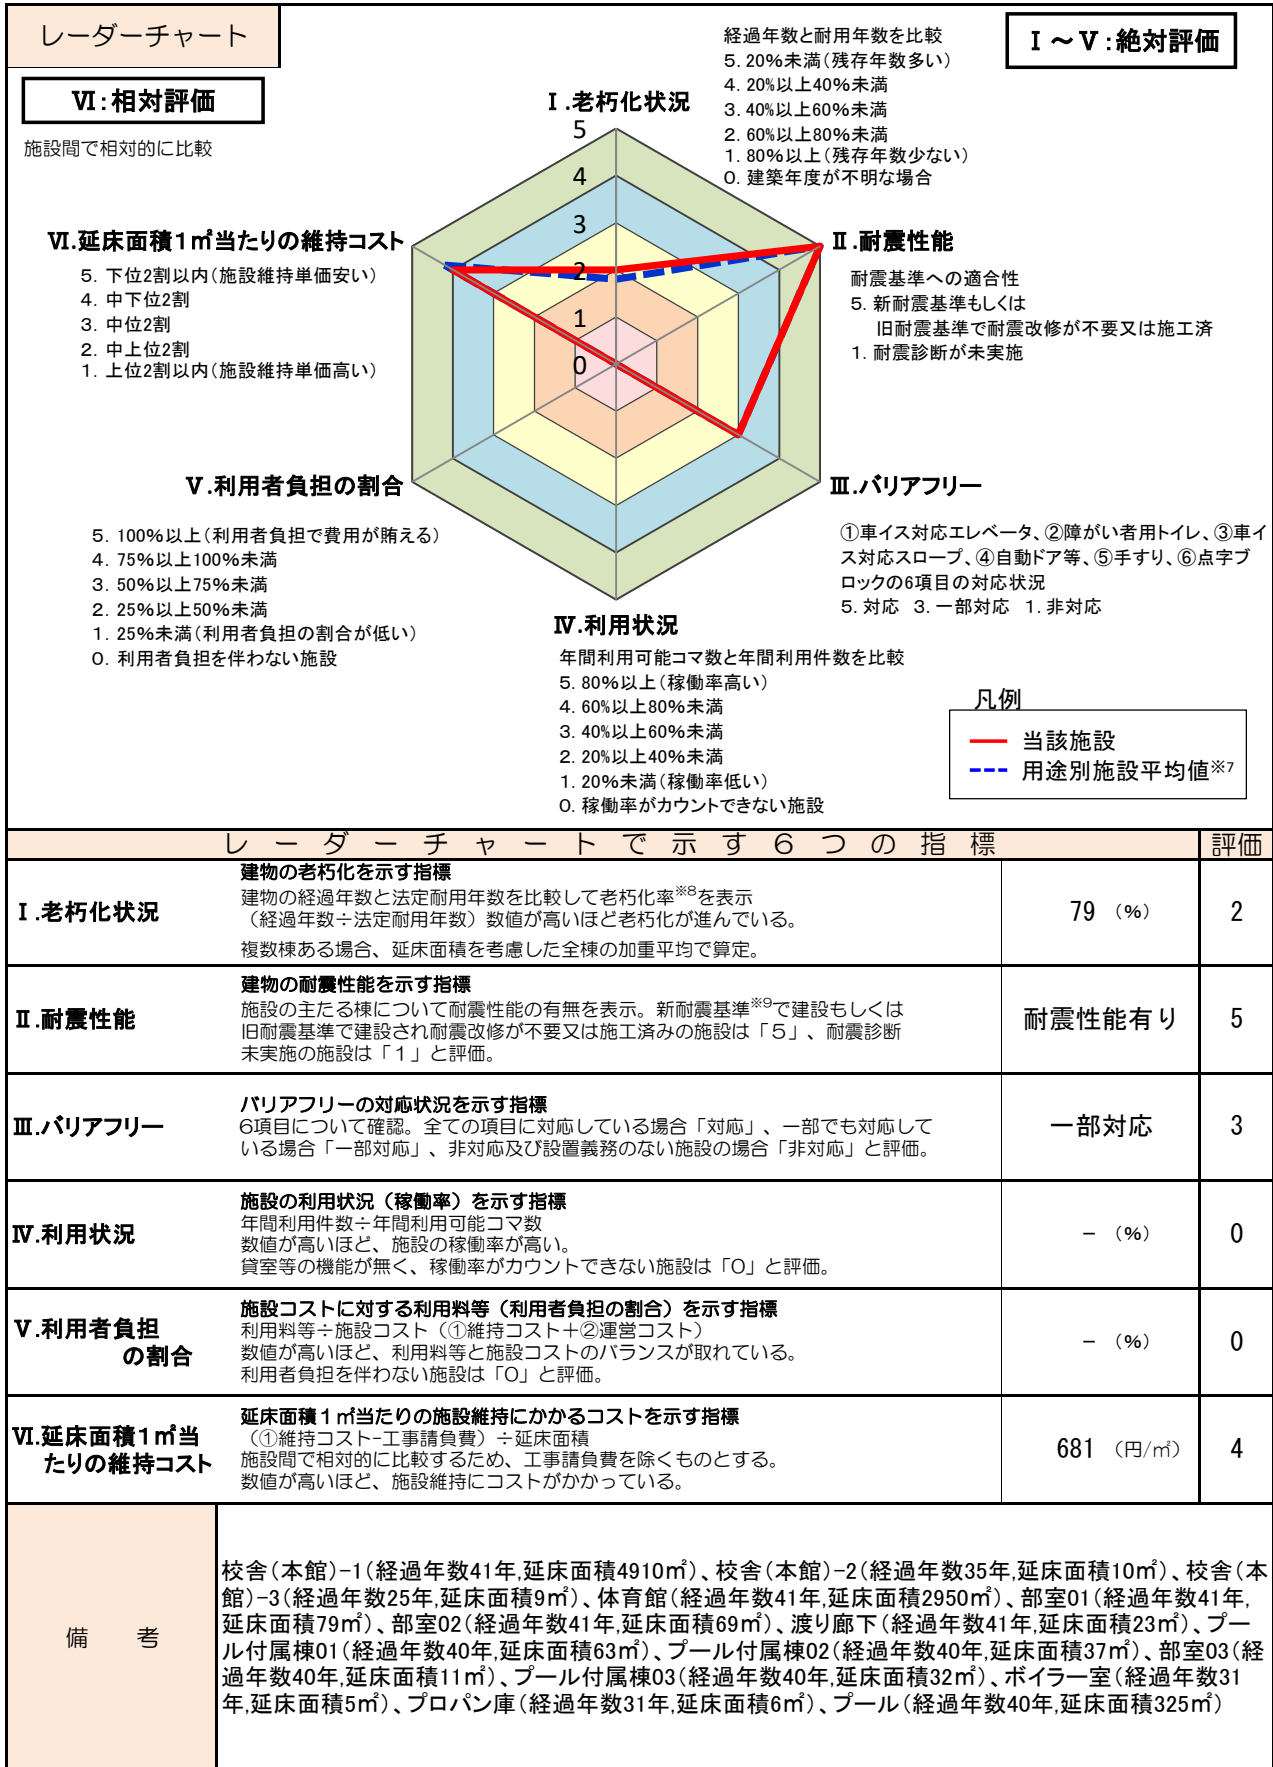 レーダーチャート
Ⅵ：相対評価
施設間で相対的に比較
Ⅰ～Ⅴ：絶対評価
経過年数と耐用年数を比較
5. 20%未満（残存年数多い）
4. 20%以上40%未満
3. 40%以上60%未満
2. 60%以上80%未満
1. 80%以上（残存年数少ない）
0. 建築年度が不明な場合
Ⅰ.老朽化状況
5
4
3
2
1
0
Ⅱ.耐震性能
耐震基準への適合性
5. 新耐震基準もしくは
旧耐震基準で耐震改修が不要又は施工済
1. 耐震診断が未実施
Ⅵ.延床面積1㎡当たりの維持コスト
5. 下位2割以内（施設維持単価安い）
4. 中下位2割
3. 中位2割
2. 中上位2割
1. 上位2割以内（施設維持単価高い）
Ⅴ.利用者負担の割合
5. 100%以上（利用者負担で費用が賄える）
4. 75%以上100%未満
3. 50%以上75%未満
2. 25%以上50%未満
1. 25%未満（利用者負担の割合が低い）
0. 利用者負担を伴わない施設
Ⅲ.バリアフリー
①車イス対応エレベータ、②障がい者用トイレ、③車イ
ス対応スロープ、④自動ドア等、⑤手すり、⑥点字ブ
ロックの6項目の対応状況
5. 対応 3. 一部対応 1. 非対応
Ⅳ.利用状況
年間利用可能コマ数と年間利用件数を比較
5. 80%以上（稼働率高い）
4. 60%以上80%未満
3. 40%以上60%未満
2. 20%以上40%未満
1. 20%未満（稼働率低い）
0. 稼働率がカウントできない施設
凡例
当該施設
用途別施設平均値※7
レーダーチャートで示す6つの指標 評価
Ⅰ.老朽化状況
建物の老朽化を示す指標
建物の経過年数と法定耐用年数を比較して老朽化率※8を表示
（経過年数÷法定耐用年数）数値が高いほど老朽化が進んでいる。
複数棟ある場合、延床面積を考慮した全棟の加重平均で算定。
79 （%） 2
Ⅱ.耐震性能
建物の耐震性能を示す指標
施設の主たる棟について耐震性能の有無を表示。新耐震基準※9で建設もしくは
旧耐震基準で建設され耐震改修が不要又は施工済みの施設は「5」、耐震診断
未実施の施設は「1」と評価。
耐震性能有り 5
Ⅲ.バリアフリー
バリアフリーの対応状況を示す指標
6項目について確認。全ての項目に対応している場合「対応」、一部でも対応して
いる場合「一部対応」、非対応及び設置義務のない施設の場合「非対応」と評価。
一部対応 3
Ⅳ.利用状況
施設の利用状況（稼働率）を示す指標
年間利用件数÷年間利用可能コマ数
数値が高いほど、施設の稼働率が高い。
貸室等の機能が無く、稼働率がカウントできない施設は「0」と評価。
－ （%） 0
Ⅴ.利用者負担
の割合
施設コストに対する利用料等（利用者負担の割合）を示す指標
利用料等÷施設コスト（①維持コスト＋②運営コスト）
数値が高いほど、利用料等と施設コストのバランスが取れている。
利用者負担を伴わない施設は「0」と評価。
－ （%） 0
Ⅵ.延床面積1㎡当
たりの維持コスト
延床面積1㎡当たりの施設維持にかかるコストを示す指標
（①維持コスト-工事請負費）÷延床面積
施設間で相対的に比較するため、工事請負費を除くものとする。
数値が高いほど、施設維持にコストがかかっている。
681 （円/㎡） 4
備 考
校舎（本館）-1（経過年数41年,延床面積4910㎡）、校舎（本館）-2（経過年数35年,延床面積10㎡）、校舎（本
館）-3（経過年数25年,延床面積9㎡）、体育館（経過年数41年,延床面積2950㎡）、部室01（経過年数41年,
延床面積79㎡）、部室02（経過年数41年,延床面積69㎡）、渡り廊下（経過年数41年,延床面積23㎡）、プー
ル付属棟01（経過年数40年,延床面積63㎡）、プール付属棟02（経過年数40年,延床面積37㎡）、部室03（経
過年数40年,延床面積11㎡）、プール付属棟03（経過年数40年,延床面積32㎡）、ボイラー室（経過年数31
年,延床面積5㎡）、プロパン庫（経過年数31年,延床面積6㎡）、プール（経過年数40年,延床面積325㎡）